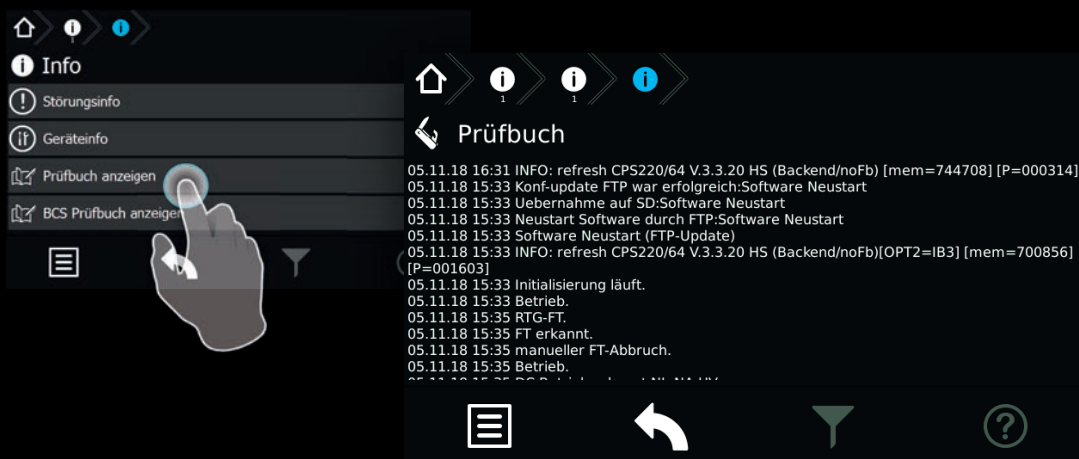 1
Info
Störungsinfo
Geräteinfo
Prüfbuch anzeigen
BCS Prüfbuch anzeigen
1
1
Prüfbuch
05.11.18 16:31 INFO: refresh CPS220/64 V.3.3.20 HS (Backend/noFb) [mem=744708] [P=000314]
05.11.18 15:33 Konf-update FTP war erfolgreich:Software Neustart
05.11.18 15:33 Uebernahme auf SD:Software Neustart
05.11.18 15:33 Neustart Software durch FTP:Software Neustart
05.11.18 15:33 Software Neustart (FTP-Update)
05.11.18 15:33 INFO: refresh CPS220/64 V.3.3.20 HS (Backend/noFb)[OPT2=IB3] [mem=700856]
[P=001603]
05.11.18 15:33 Initialisierung läuft.
05.11.18 15:33 Betrieb.
05.11.18 15:35 RTG-FT.
05.11.18 15:35 FT erkannt.
05.11.18 15:35 manueller FT-Abbruch.
05.11.18 15:35 Betrieb.